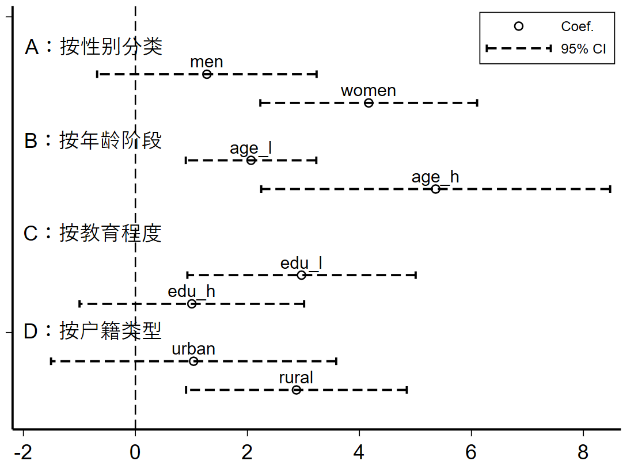 Coef.
95% CI
A：按性别分类
men
women
B：按年龄阶段
age_l
age_h
C：按教育程度
edu_l
edu_h
D：按户籍类型
urban
rural
-2 0 2 4 6 8